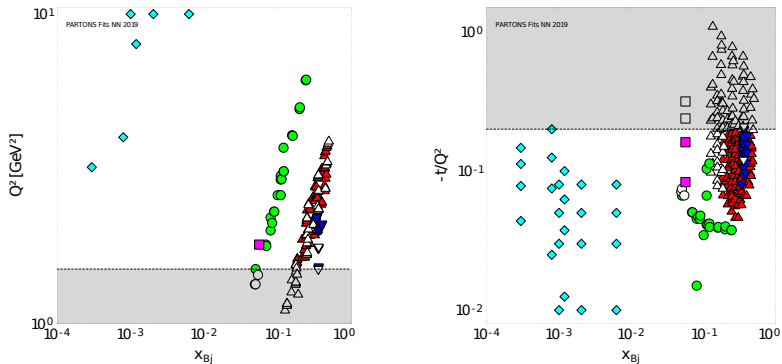 10¹
PARTONS Fits NN 2019
Q² [GeV²]
10⁰
10⁻⁴ 10⁻³ 10⁻² 10⁻¹ 10⁰
x_Bj
PARTONS Fits NN 2019
10⁰
-t/Q²
10⁻¹
10⁻²
10⁻⁴ 10⁻³ 10⁻² 10⁻¹ 10⁰
x_Bj